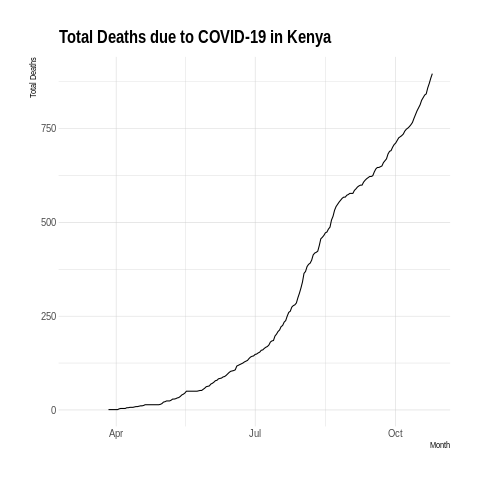 Total Deaths due to COVID-19 in Kenya
Total Deaths
750
500
250
0
Apr Jul Oct
Month